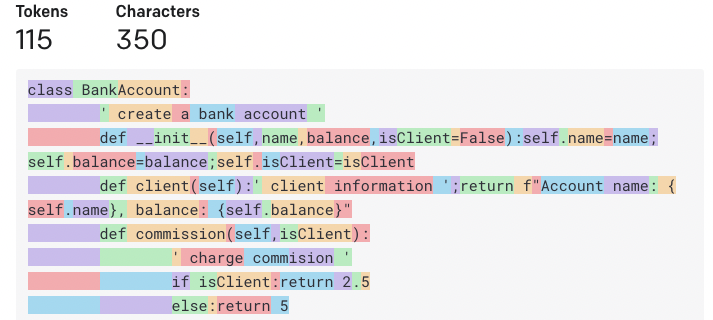 Tokens Characters
115 350
class BankAccount:
	' create a bank account '
	def __init__(self,name,balance,isClient=False):self.name=name;
self.balance=balance;self.isClient=isClient
	def client(self):' client information ';return f"Account name: {
self.name}, balance: {self.balance}"
	def commission(self,isClient):
		' charge commision '
		if isClient:return 2.5
		else:return 5